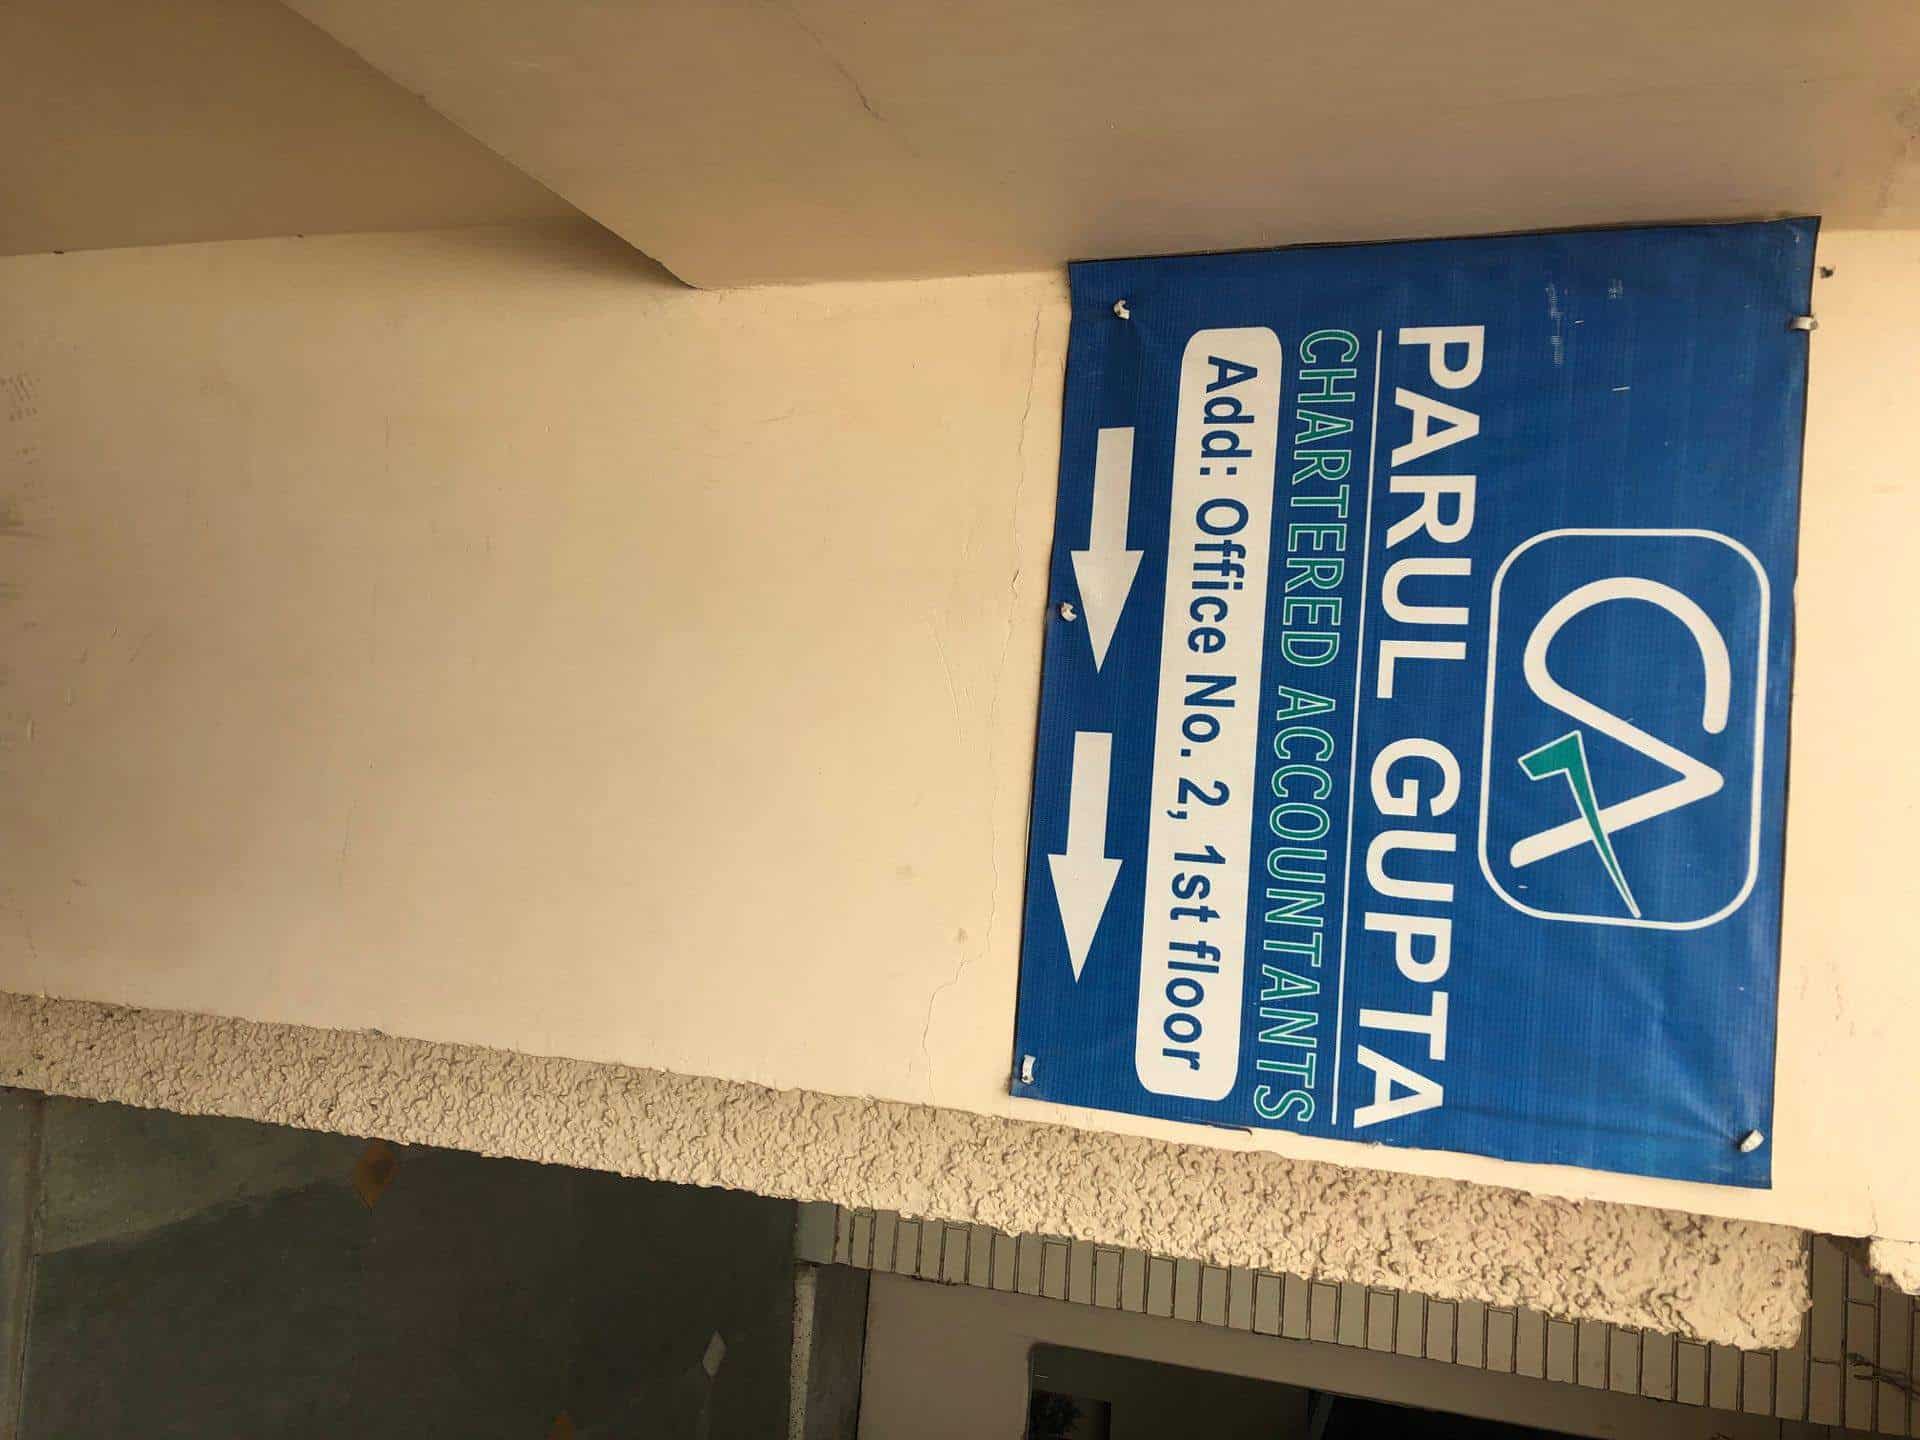 CA
PARUL GUPTA
CHARTERED ACCOUNTANTS
Add: Office No. 2, 1st floor